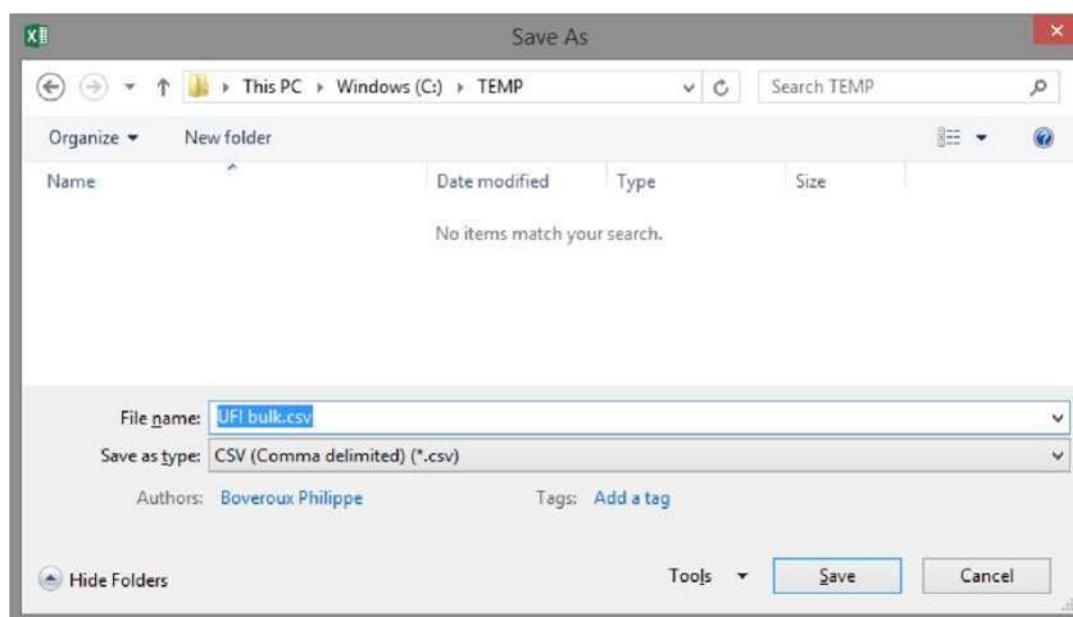 Save As
This PC Windows (C:) TEMP Search TEMP
Organize New folder
Name Date modified Type Size
No items match your search.
File name: UFI bulk.csv
Save as type: CSV (Comma delimited) (*.csv)
Authors: Boveroux Philippe Tags: Add a tag
Hide Folders Tools Save Cancel